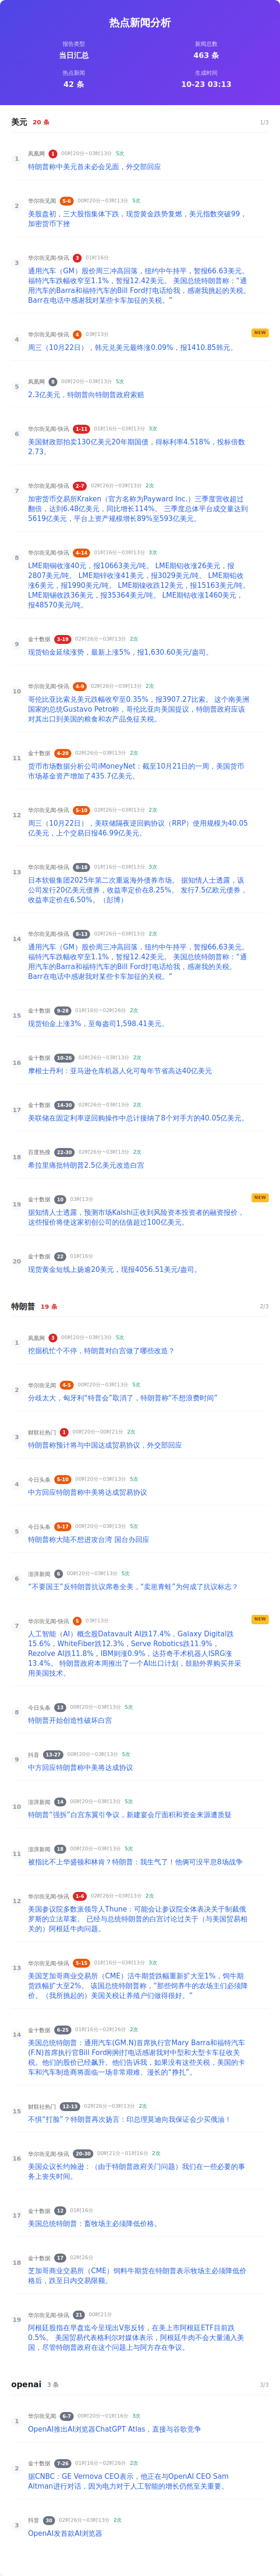 热点新闻分析
报告类型
新闻总数
当日汇总
463 条
热点新闻
生成时间
42 条
10-23 03:13
美元 20 条
1/3
1
凤凰网 1 00时20分~03时13分 5次
特朗普称中美元首未必会见面，外交部回应
2
华尔街见闻 5-6 00时20分~03时13分 5次
美股盘初，三大股指集体下跌，现货黄金跌势复燃，美元指数突破99，
加密货币下挫
3
华尔街见闻-快讯 3 01时16分
通用汽车（GM）股价周三冲高回落，纽约中午持平，暂报66.63美元。
福特汽车跌幅收窄至1.1%，暂报12.42美元。 美国总统特朗普：“通
用汽车的Barra和福特汽车的Bill Ford打电话给我，感谢我挑起的关税。
Barr在电话中感谢我对某些卡车加征的关税。”
4
华尔街见闻-快讯 4 03时13分
NEW
周三（10月22日），韩元兑美元最终涨0.09%，报1410.85韩元。
5
凤凰网 8 00时20分~03时13分 5次
2.3亿美元，特朗普向特朗普政府索赔
6
华尔街见闻-快讯 1-11 01时16分~03时13分 3次
美国财政部拍卖130亿美元20年期国债，得标利率4.518%，投标倍数
2.73。
7
华尔街见闻-快讯 2-7 02时26分~03时13分 2次
加密货币交易所Kraken（官方名称为Payward Inc.）三季度营收超过
翻倍，达到6.48亿美元，同比增长114%。 三季度总体平台成交量达到
5619亿美元，平台上资产规模增长89%至593亿美元。
8
华尔街见闻-快讯 4-14 01时16分~03时13分 3次
LME期铜收涨40元，报10663美元/吨。 LME期铝收涨26美元，报
2807美元/吨。 LME期锌收涨41美元，报3029美元/吨。 LME期铅收
涨6美元，报1990美元/吨。 LME期镍收跌12美元，报15163美元/吨。
LME期锡收跌36美元，报35364美元/吨。 LME期钴收涨1460美元，
报48570美元/吨。
9
金十数据 3-19 02时26分~03时13分 2次
现货铂金延续涨势，最新上涨5%，报1,630.60美元/盎司。
10
华尔街见闻-快讯 4-9 02时26分~03时13分 2次
哥伦比亚比索兑美元跌幅收窄至0.35%，报3907.27比索。 这个南美洲
国家的总统Gustavo Petro称，哥伦比亚向美国提议，特朗普政府应该
对其出口到美国的粮食和农产品免征关税。
11
金十数据 4-20 02时26分~03时13分 2次
货币市场数据分析公司iMoneyNet：截至10月21日的一周，美国货币
市场基金资产增加了435.7亿美元。
12
华尔街见闻-快讯 5-10 02时26分~03时13分 2次
周三（10月22日），美联储隔夜逆回购协议（RRP）使用规模为40.05
亿美元，上个交易日报46.99亿美元。
13
华尔街见闻-快讯 8-18 01时16分~03时13分 3次
日本软银集团2025年第二次重返海外债券市场。 据知情人士透露，该
公司发行20亿美元债券，收益率定价在8.25%。 发行7.5亿欧元债券，
收益率定价在6.50%。（彭博）
14
华尔街见闻-快讯 8-13 02时26分~03时13分 2次
通用汽车（GM）股价周三冲高回落，纽约中午持平，暂报66.63美元。
福特汽车跌幅收窄至1.1%，暂报12.42美元。 美国总统特朗普称：“通
用汽车的Barra和福特汽车的Bill Ford打电话给我，感谢我的关税。
Barr在电话中感谢我对某些卡车加征的关税。”
15
金十数据 9-28 01时16分~02时26分 2次
现货铂金上涨3%，至每盎司1,598.41美元。
16
金十数据 10-26 02时26分~03时13分 2次
摩根士丹利：亚马逊仓库机器人化可每年节省高达40亿美元
17
金十数据 14-30 02时26分~03时13分 2次
美联储在固定利率逆回购操作中总计接纳了8个对手方的40.05亿美元。
18
百度热搜 22-30 02时26分~03时13分 2次
希拉里痛批特朗普2.5亿美元改造白宫
19
金十数据 10 03时13分
NEW
据知情人士透露，预测市场Kalshi正收到风险资本投资者的融资报价，
这些报价将使这家初创公司的估值超过100亿美元。
20
金十数据 22 01时16分
现货黄金短线上扬逾20美元，现报4056.51美元/盎司。
特朗普 19 条
2/3
1
凤凰网 3 00时20分~03时13分 5次
挖掘机忙个不停，特朗普对白宫做了哪些改造？
2
华尔街见闻 4-5 00时20分~03时13分 5次
分歧太大，匈牙利“特普会”取消了，特朗普称“不想浪费时间”
3
财联社热门 1 00时20分~00时21分 2次
特朗普称预计将与中国达成贸易协议，外交部回应
4
今日头条 5-10 00时20分~03时13分 5次
中方回应特朗普称中美将达成贸易协议
5
今日头条 5-17 00时20分~03时13分 5次
特朗普称大陆不想进攻台湾 国台办回应
6
澎湃新闻 6 00时20分~03时13分 5次
“不要国王”反特朗普抗议席卷全美，“卖逛青蛙”为何成了抗议标志？
7
华尔街见闻-快讯 5 03时13分
NEW
人工智能（AI）概念股Datavault AI跌17.4%，Galaxy Digital跌
15.6%，WhiteFiber跌12.3%，Serve Robotics跌11.9%，
Rezolve AI跌11.8%，IBM则涨0.9%，达芬奇手术机器人ISRG涨
13.4%。 特朗普政府本周推出了一个AI出口计划，鼓励外界购买并采
用美国技术。
8
今日头条 13 00时20分~03时13分 5次
特朗普开始创造性破坏白宫
9
抖音 13-27 00时20分~03时13分 5次
中方回应特朗普称中美将达成协议
10
澎湃新闻 14 00时20分~03时13分 5次
特朗普“强拆”白宫东翼引争议，新建宴会厅面积和资金来源遭质疑
11
澎湃新闻 18 00时20分~03时13分 5次
被指比不上华盛顿和林肯？特朗普：我生气了！他俩可没平息8场战争
12
华尔街见闻-快讯 1-6 02时26分~03时13分 2次
美国参议院多数派领导人Thune：可能会让参议院全体表决关于制裁俄
罗斯的立法草案。 已经与总统特朗普的白宫讨论过关于（与美国贸易相
关的）阿根廷牛肉问题。
13
华尔街见闻-快讯 5-15 01时16分~03时13分 3次
美国芝加哥商业交易所（CME）活牛期货跌幅重新扩大至1%，饲牛期
货跌幅扩大至2%。 该国总统特朗普称，“那些饲养牛的农场主们必须降
价。（我所挑起的）美国关税让养殖户们做得很好。”
14
金十数据 6-25 01时16分~02时26分 2次
美国总统特朗普：通用汽车(GM.N)首席执行官Mary Barra和福特汽车
(F.N)首席执行官Bill Ford刚刚打电话感谢我对中型和大型卡车征收关
税。他们的股价已经飙升。他们告诉我，如果没有这些关税，美国的卡
车和汽车制造商将面临一场非常艰难、漫长的“挣扎”。
15
财联社热门 12-13 02时26分~03时13分 2次
不惧“打脸”？特朗普再次扬言：印总理莫迪向我保证会少买俄油！
16
华尔街见闻-快讯 20-30 00时21分~01时16分 2次
美国众议长约翰逊：（由于特朗普政府关门问题）我们在一些必要的事
务上丧失时间。
17
金十数据 12 01时16分
美国总统特朗普：畜牧场主必须降低价格。
18
金十数据 17 02时26分
芝加哥商业交易所（CME）饲料牛期货在特朗普表示牧场主必须降低价
格后，跌至日内交易限额。
19
华尔街见闻-快讯 21 00时21分
阿根廷股指在早盘迄今呈现出V形反转，在美上市阿根廷ETF目前跌
0.5%。 美国贸易代表格利尔对媒体表示，阿根廷牛肉不会大量涌入美
国，尽管特朗普政府在这个问题上与阿方存在争议。
openai 3 条
3/3
1
华尔街见闻 6-7 00时20分~01时16分 3次
OpenAI推出AI浏览器ChatGPT Atlas，直接与谷歌竞争
2
金十数据 7-26 01时16分~02时26分 2次
据CNBC：GE Vernova CEO表示，他正在与OpenAI CEO Sam
Altman进行对话，因为电力对于人工智能的增长仍然至关重要。
3
抖音 30 02时26分~03时13分 2次
OpenAI发首款AI浏览器